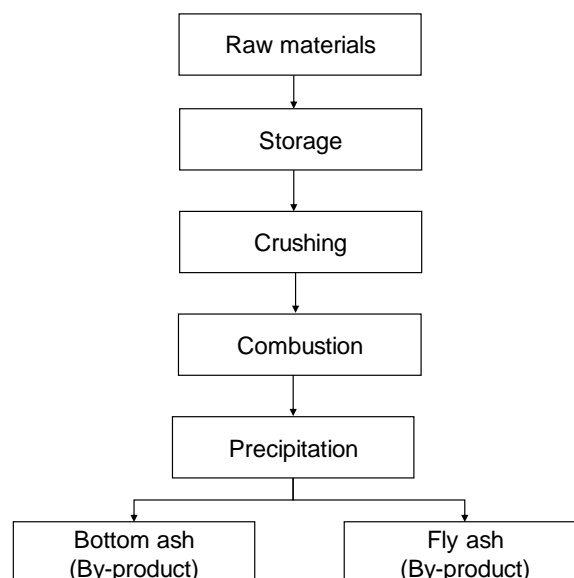 Raw materials
Storage
Crushing
Combustion
Precipitation
Bottom ash
(By-product)
Fly ash
(By-product)